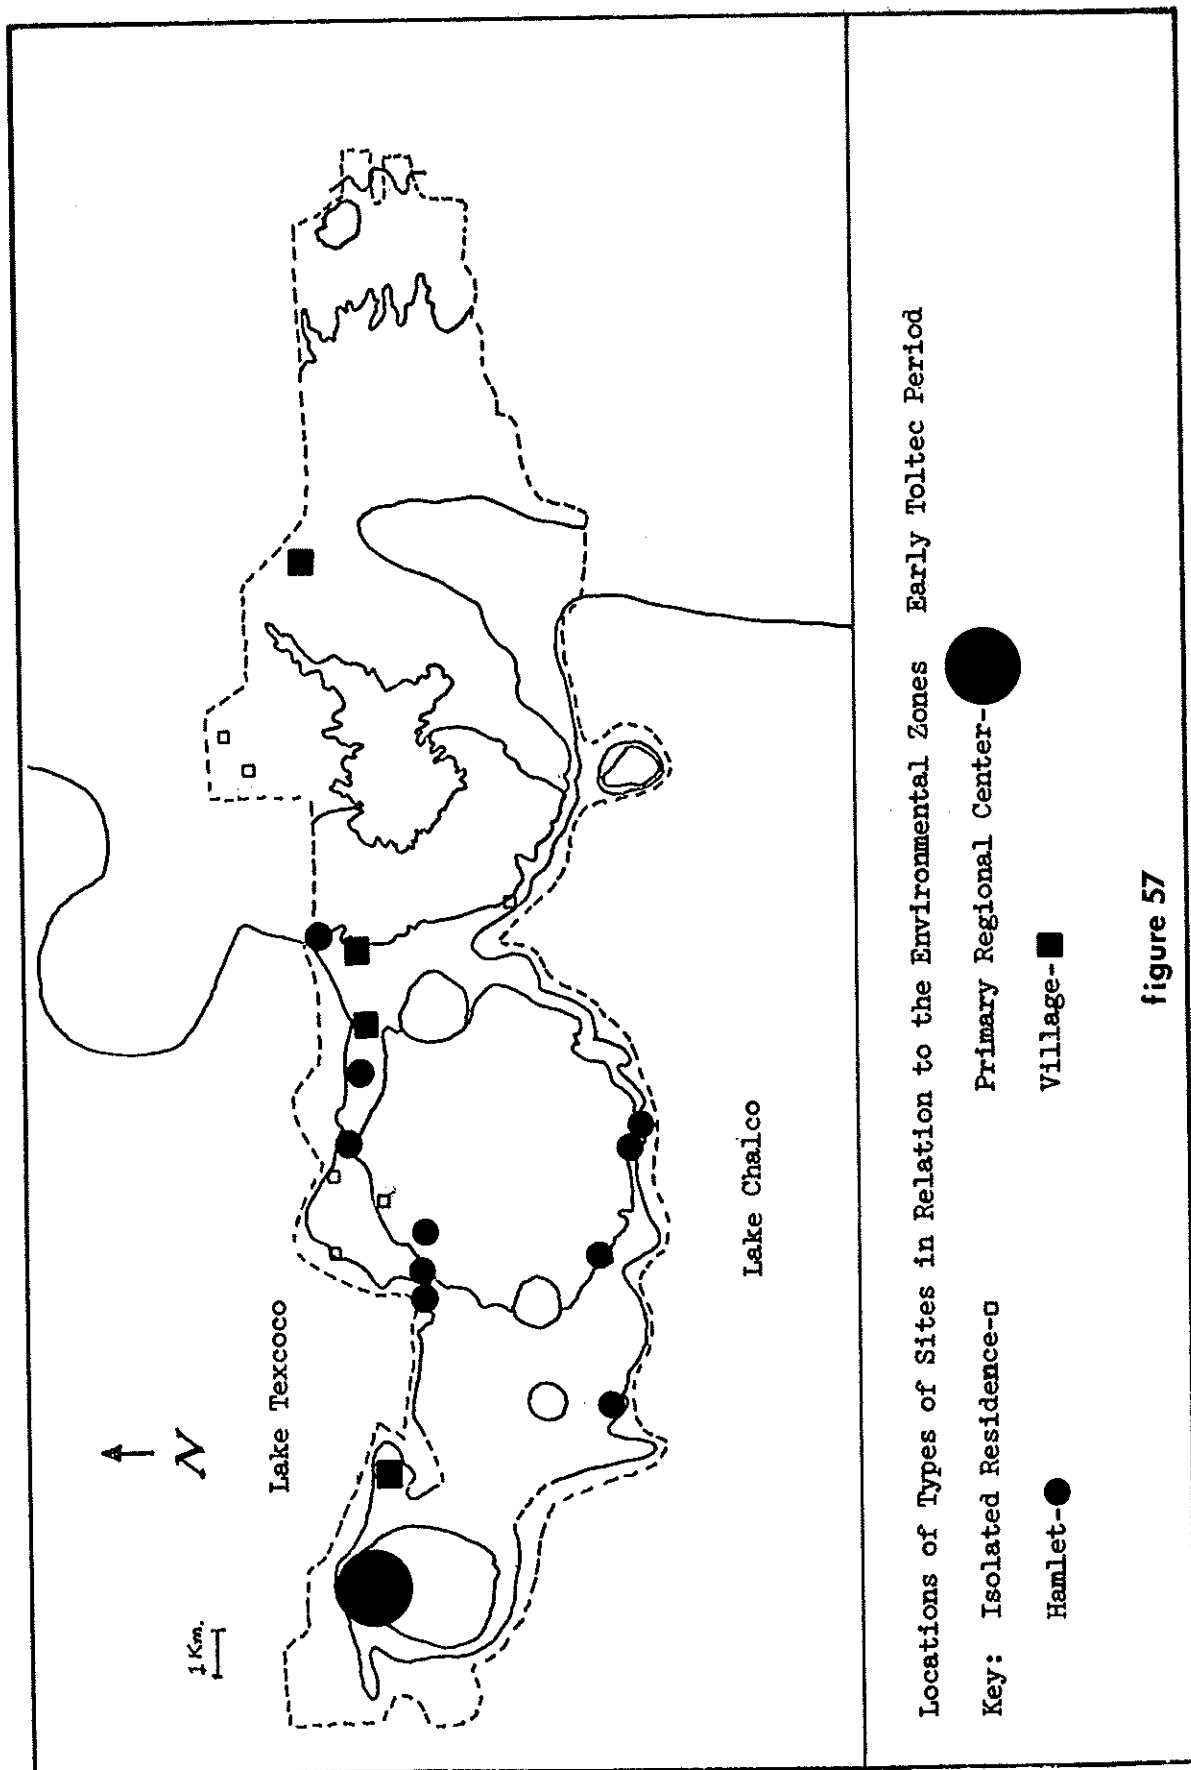 N
1 Km.
Lake Texcoco
Lake Chalco
Locations of Types of Sites in Relation to the Environmental Zones Early Toltec Period
Key: Isolated Residence- Primary Regional Center-
Hamlet- Village-
figure 57